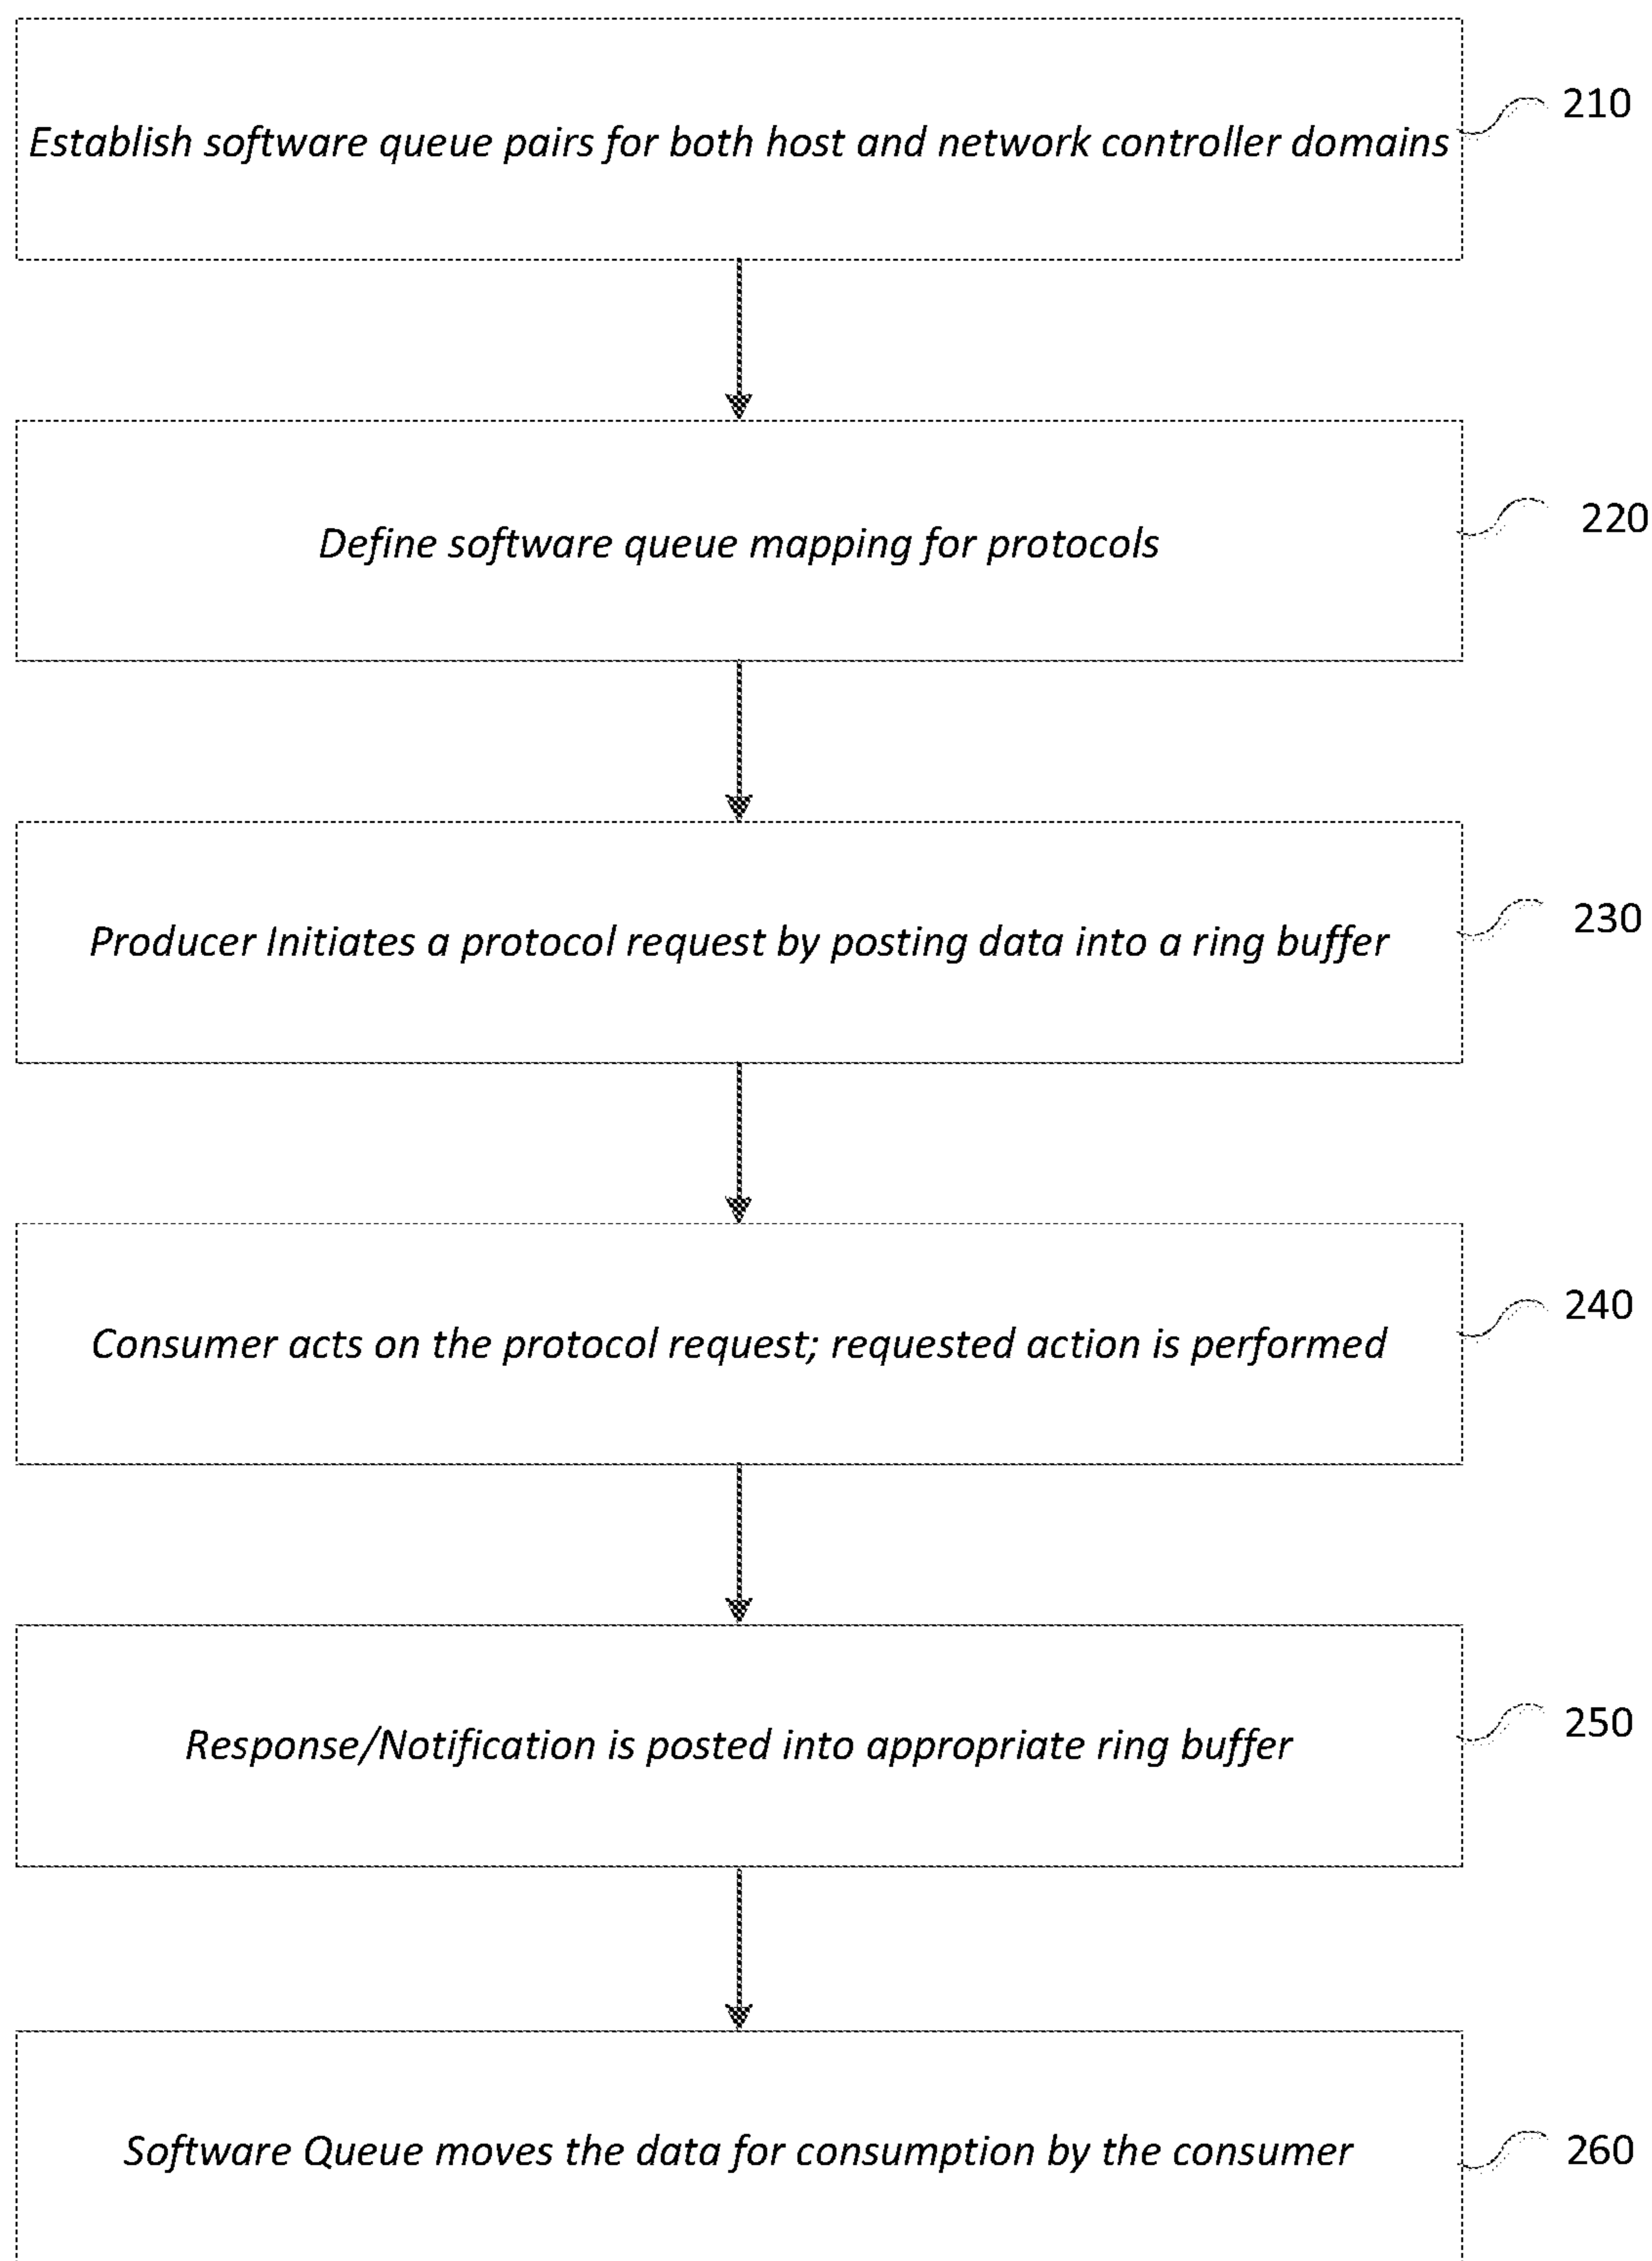 Establish software queue pairs for both host and network controller domains
210
Define software queue mapping for protocols
220
Producer Initiates a protocol request by posting data into a ring buffer
230
Consumer acts on the protocol request; requested action is performed
240
Response/Notification is posted into appropriate ring buffer
250
Software Queue moves the data for consumption by the consumer
260